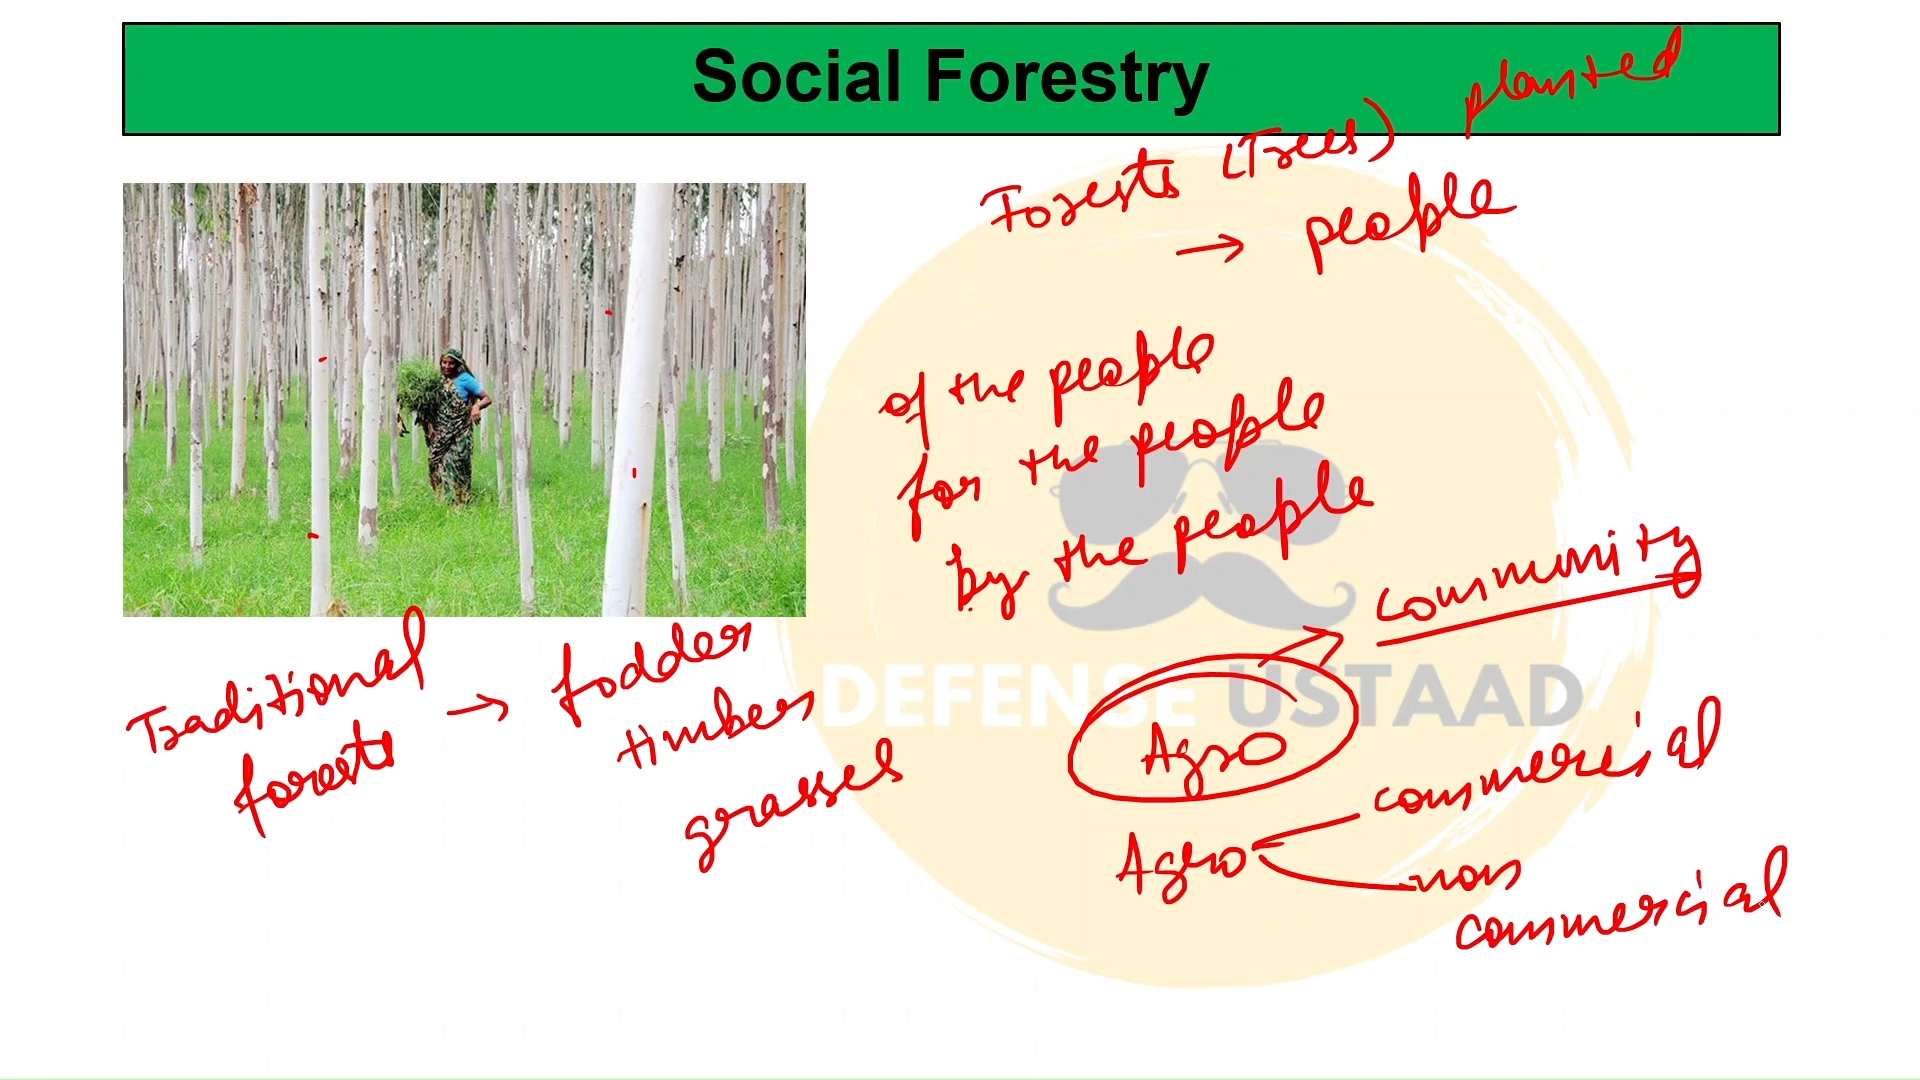 Social Forestry
Forests (Trees) planted
→ people
of the people
for the people
by the people
community
Traditional
forests → fodder
timber
grasses
DEFENSE USTAAD
Agro
commercial
Agro
non
commercial